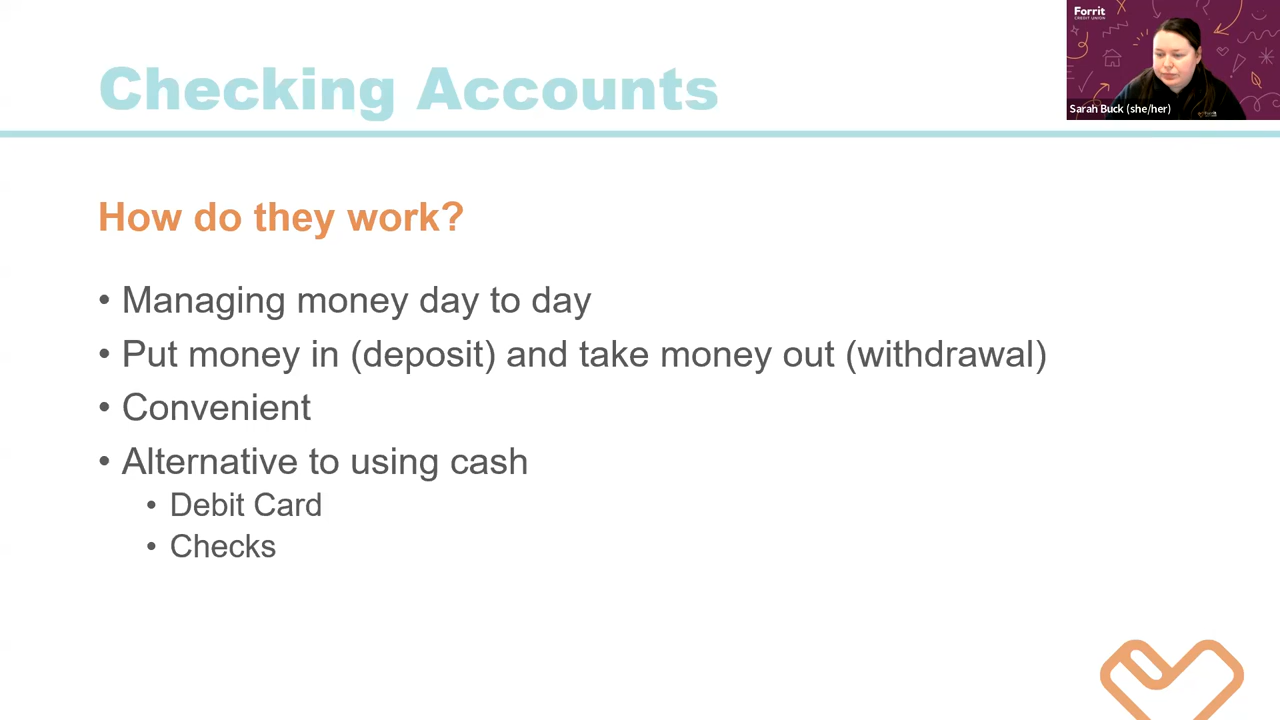 Forrit
CREDIT UNION
Sarah Buck (she/her)
Checking Accounts
How do they work?
• Managing money day to day
• Put money in (deposit) and take money out (withdrawal)
• Convenient
• Alternative to using cash
• Debit Card
• Checks